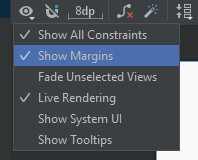 8dp
Show All Constraints
Show Margins
Fade Unselected Views
Live Rendering
Show System UI
Show Tooltips